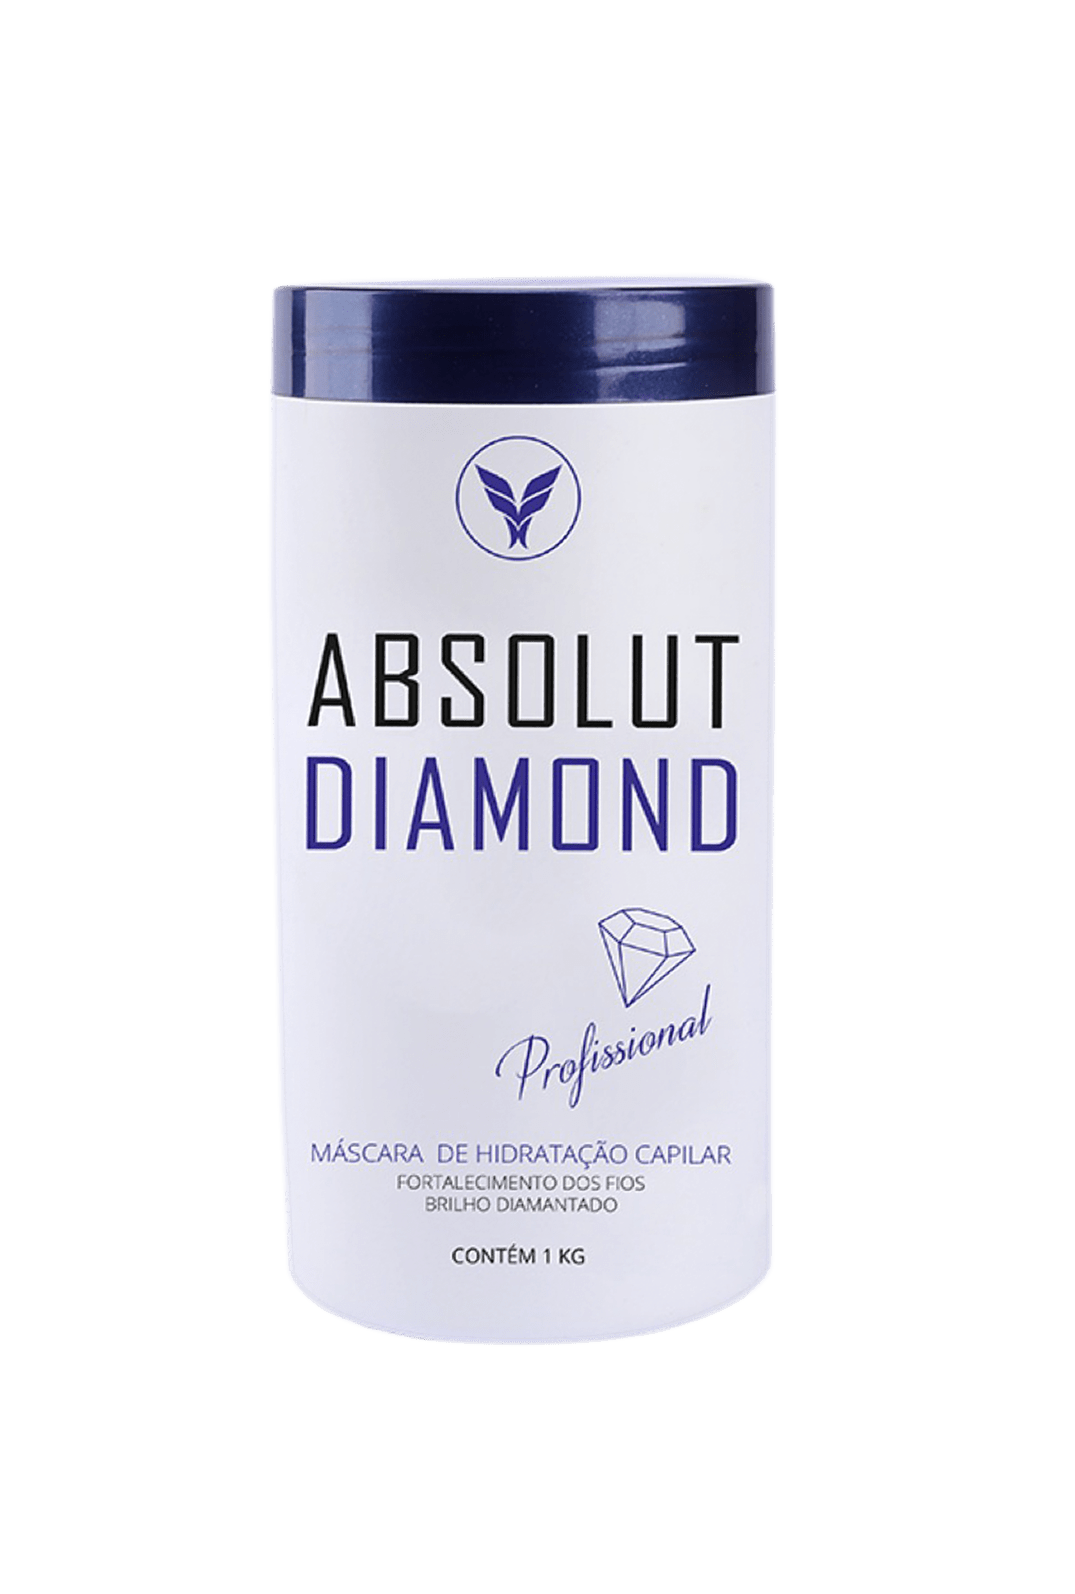 ABSOLUT
DIAMOND
Profissional
MÁSCARA DE HIDRATAÇÃO CAPILAR
FORTALECIMENTO DOS FIOS
BRILHO DIAMANTADO
CONTÉM 1 KG